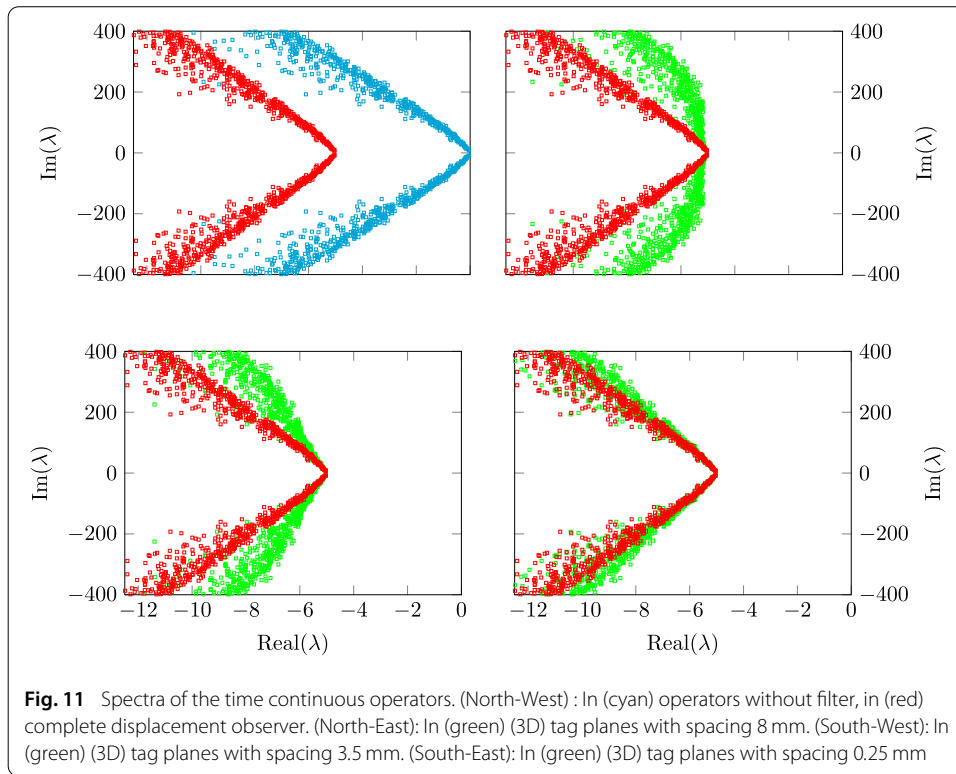 400
200
0
−200
−400
Im(λ)
400
200
0
−200
−400
Im(λ)
400
200
0
−200
−400
Im(λ)
−12 −10 −8 −6 −4 −2 0
Real(λ)
400
200
0
−200
−400
Im(λ)
−12 −10 −8 −6 −4 −2 0
Real(λ)
Fig. 11 Spectra of the time continuous operators. (North-West) : In (cyan) operators without filter, in (red)
complete displacement observer. (North-East): In (green) (3D) tag planes with spacing 8 mm. (South-West): In
(green) (3D) tag planes with spacing 3.5 mm. (South-East): In (green) (3D) tag planes with spacing 0.25 mm